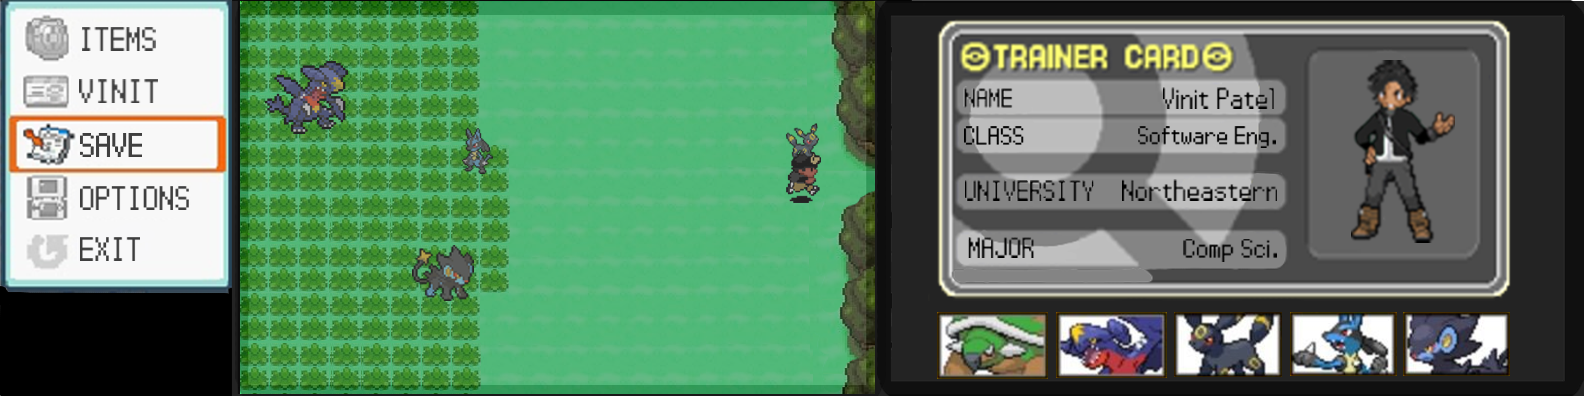 ITEMS
VINIT
SAVE
OPTIONS
EXIT
TRAINER CARD
NAME Vinit Patel
CLASS Software Eng.
UNIVERSITY Northeastern
MAJOR Comp Sci.